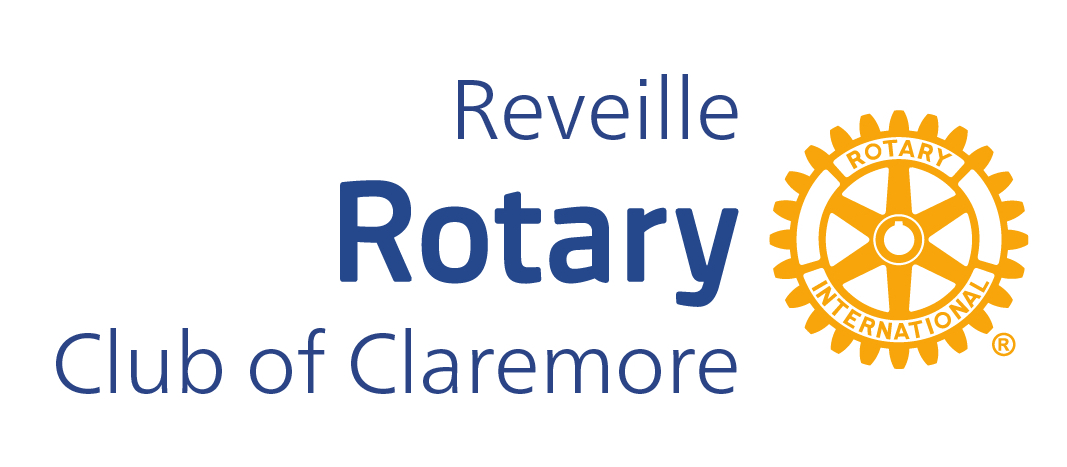 Reveille
Rotary
Club of Claremore
ROTARY
INTERNATIONAL
®